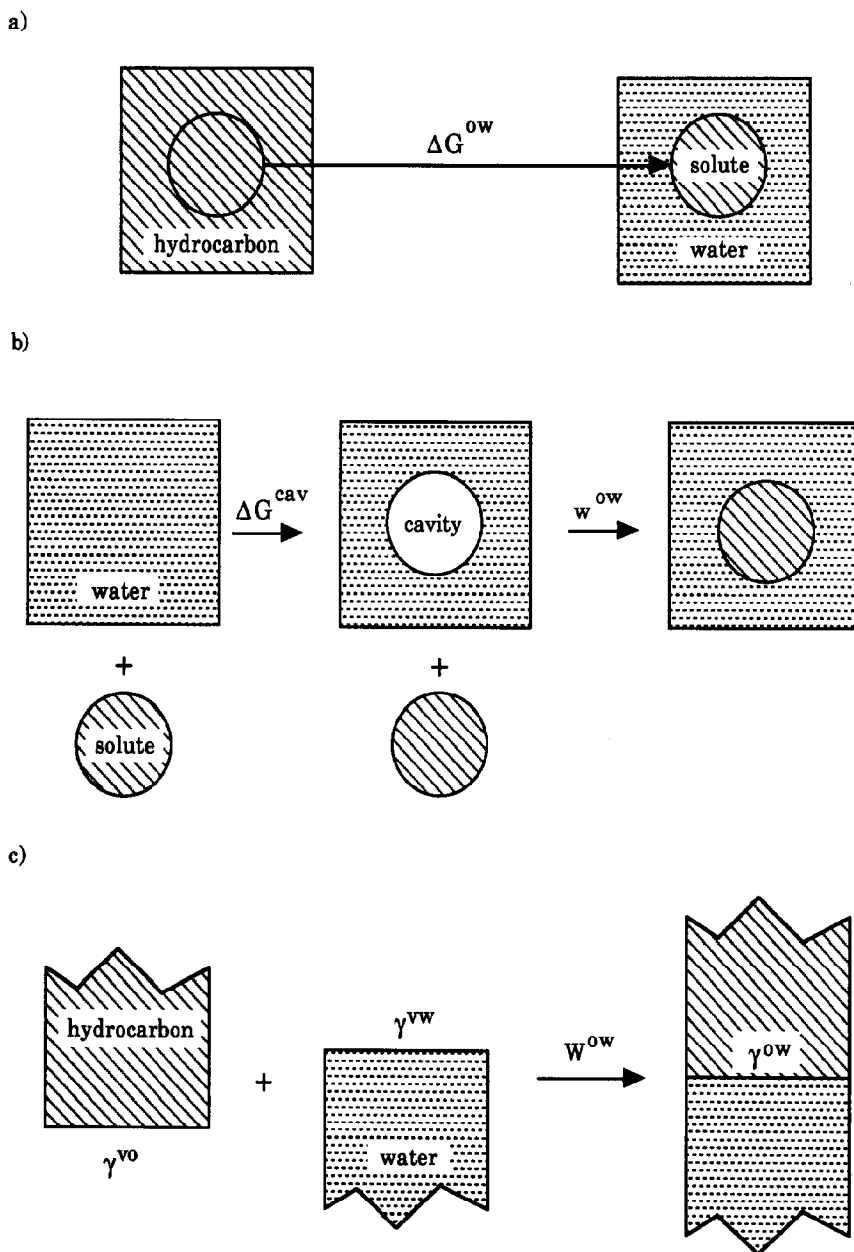 a)
ΔG^ow
solute
hydrocarbon
water
b)
ΔG^cav
cavity
w^ow
water
+
+
solute
c)
hydrocarbon
γ^vw
W^ow
γ^ow
+
water
γ^vo